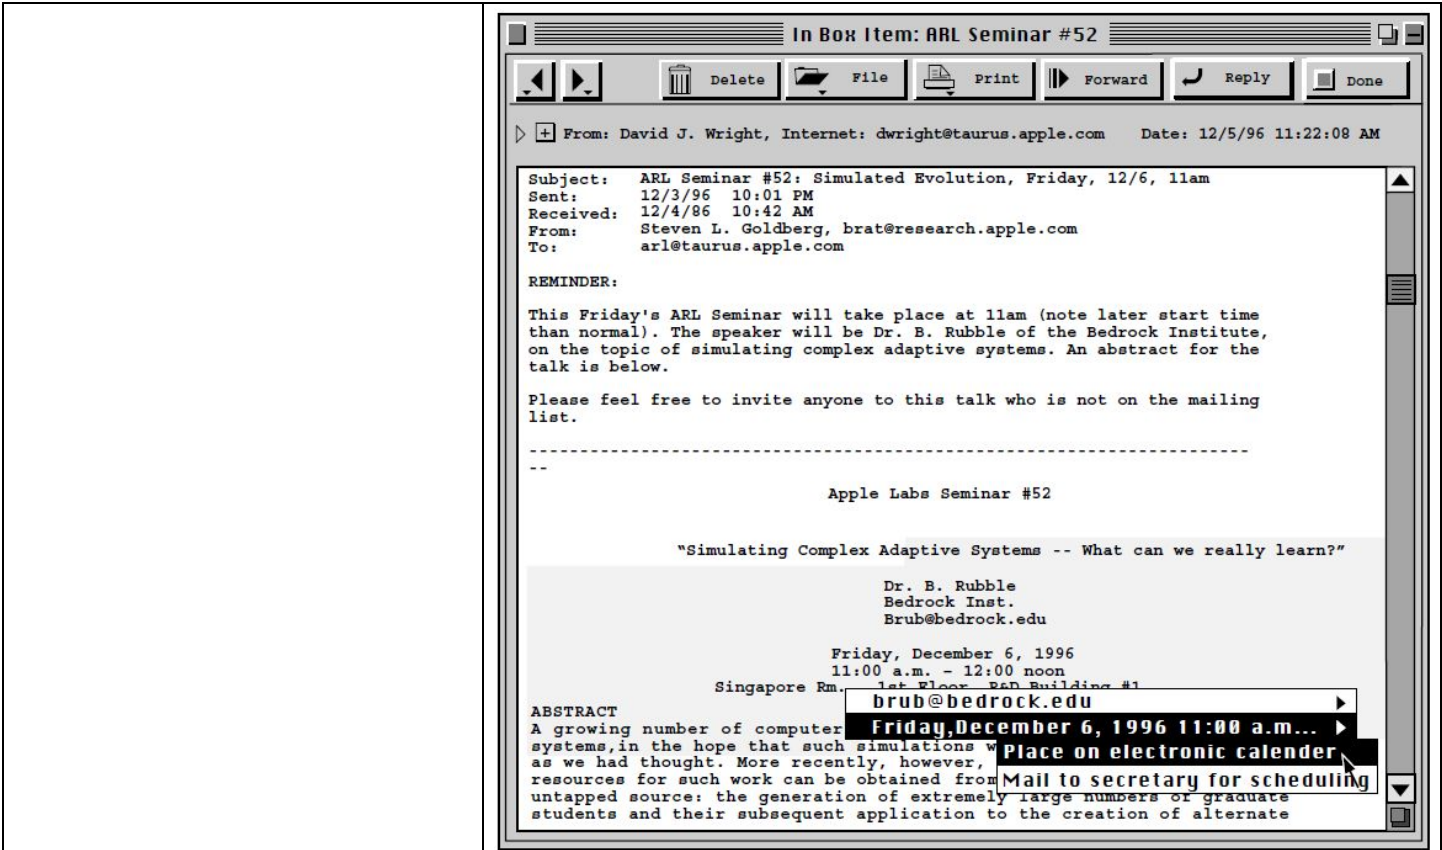 In Box Item: ARL Seminar #52
Delete File Print Forward Reply Done
From: David J. Wright, Internet: dwright@taurus.apple.com Date: 12/5/96 11:22:08 AM
Subject: ARL Seminar #52: Simulated Evolution, Friday, 12/6, 11am
Sent: 12/3/96 10:01 PM
Received: 12/4/86 10:42 AM
From: Steven L. Goldberg, brat@research.apple.com
To: arl@taurus.apple.com
REMINDER:
This Friday's ARL Seminar will take place at 11am (note later start time
than normal). The speaker will be Dr. B. Rubble of the Bedrock Institute,
on the topic of simulating complex adaptive systems. An abstract for the
talk is below.
Please feel free to invite anyone to this talk who is not on the mailing
list.
-----------------------------------------------------------------------
--
Apple Labs Seminar #52
“Simulating Complex Adaptive Systems -- What can we really learn?”
Dr. B. Rubble
Bedrock Inst.
Brub@bedrock.edu
Friday, December 6, 1996
11:00 a.m. – 12:00 noon
Singapore Rm., 1st Floor, R&D Building #1
brub@bedrock.edu
ABSTRACT
A growing number of computer
Friday,December 6, 1996 11:00 a.m...
systems,in the hope that such simulations
Place on electronic calender
as we had thought. More recently, however,
resources for such work can be obtained from
Mail to secretary for scheduling
untapped source: the generation of extremely large numbers of graduate
students and their subsequent application to the creation of alternate